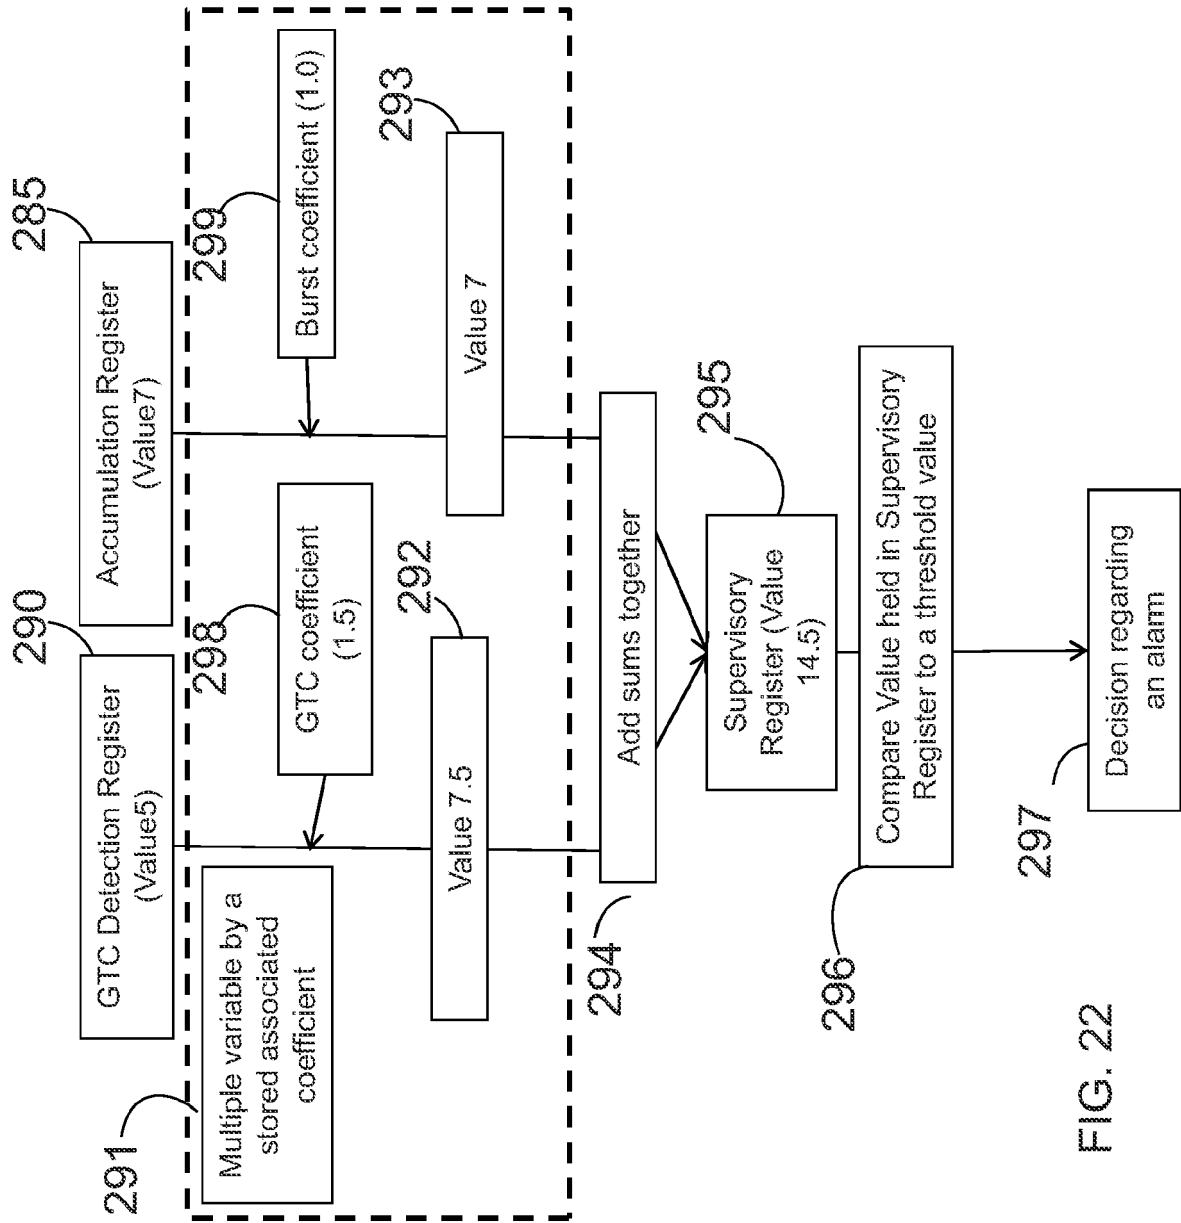 290
GTC Detection Register
(Value5)
285
Accumulation Register
(Value7)
291
Multiple variable by a
stored associated
coefficient
298
GTC coefficient
(1.5)
299
Burst coefficient (1.0)
292
Value 7.5
293
Value 7
294
Add sums together
295
Supervisory
Register (Value
14.5)
296
Compare Value held in Supervisory
Register to a threshold value
297
Decision regarding
an alarm
FIG. 22